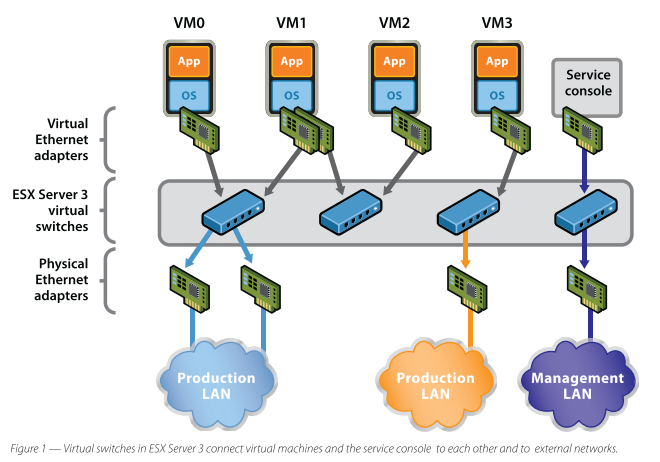 VM0
VM1
VM2
VM3
App
App
App
App
OS
OS
OS
OS
Service
console
Virtual
Ethernet
adapters
ESX Server 3
virtual
switches
Physical
Ethernet
adapters
Production
LAN
Production
LAN
Management
LAN
Figure 1 — Virtual switches in ESX Server 3 connect virtual machines and the service console to each other and to external networks.